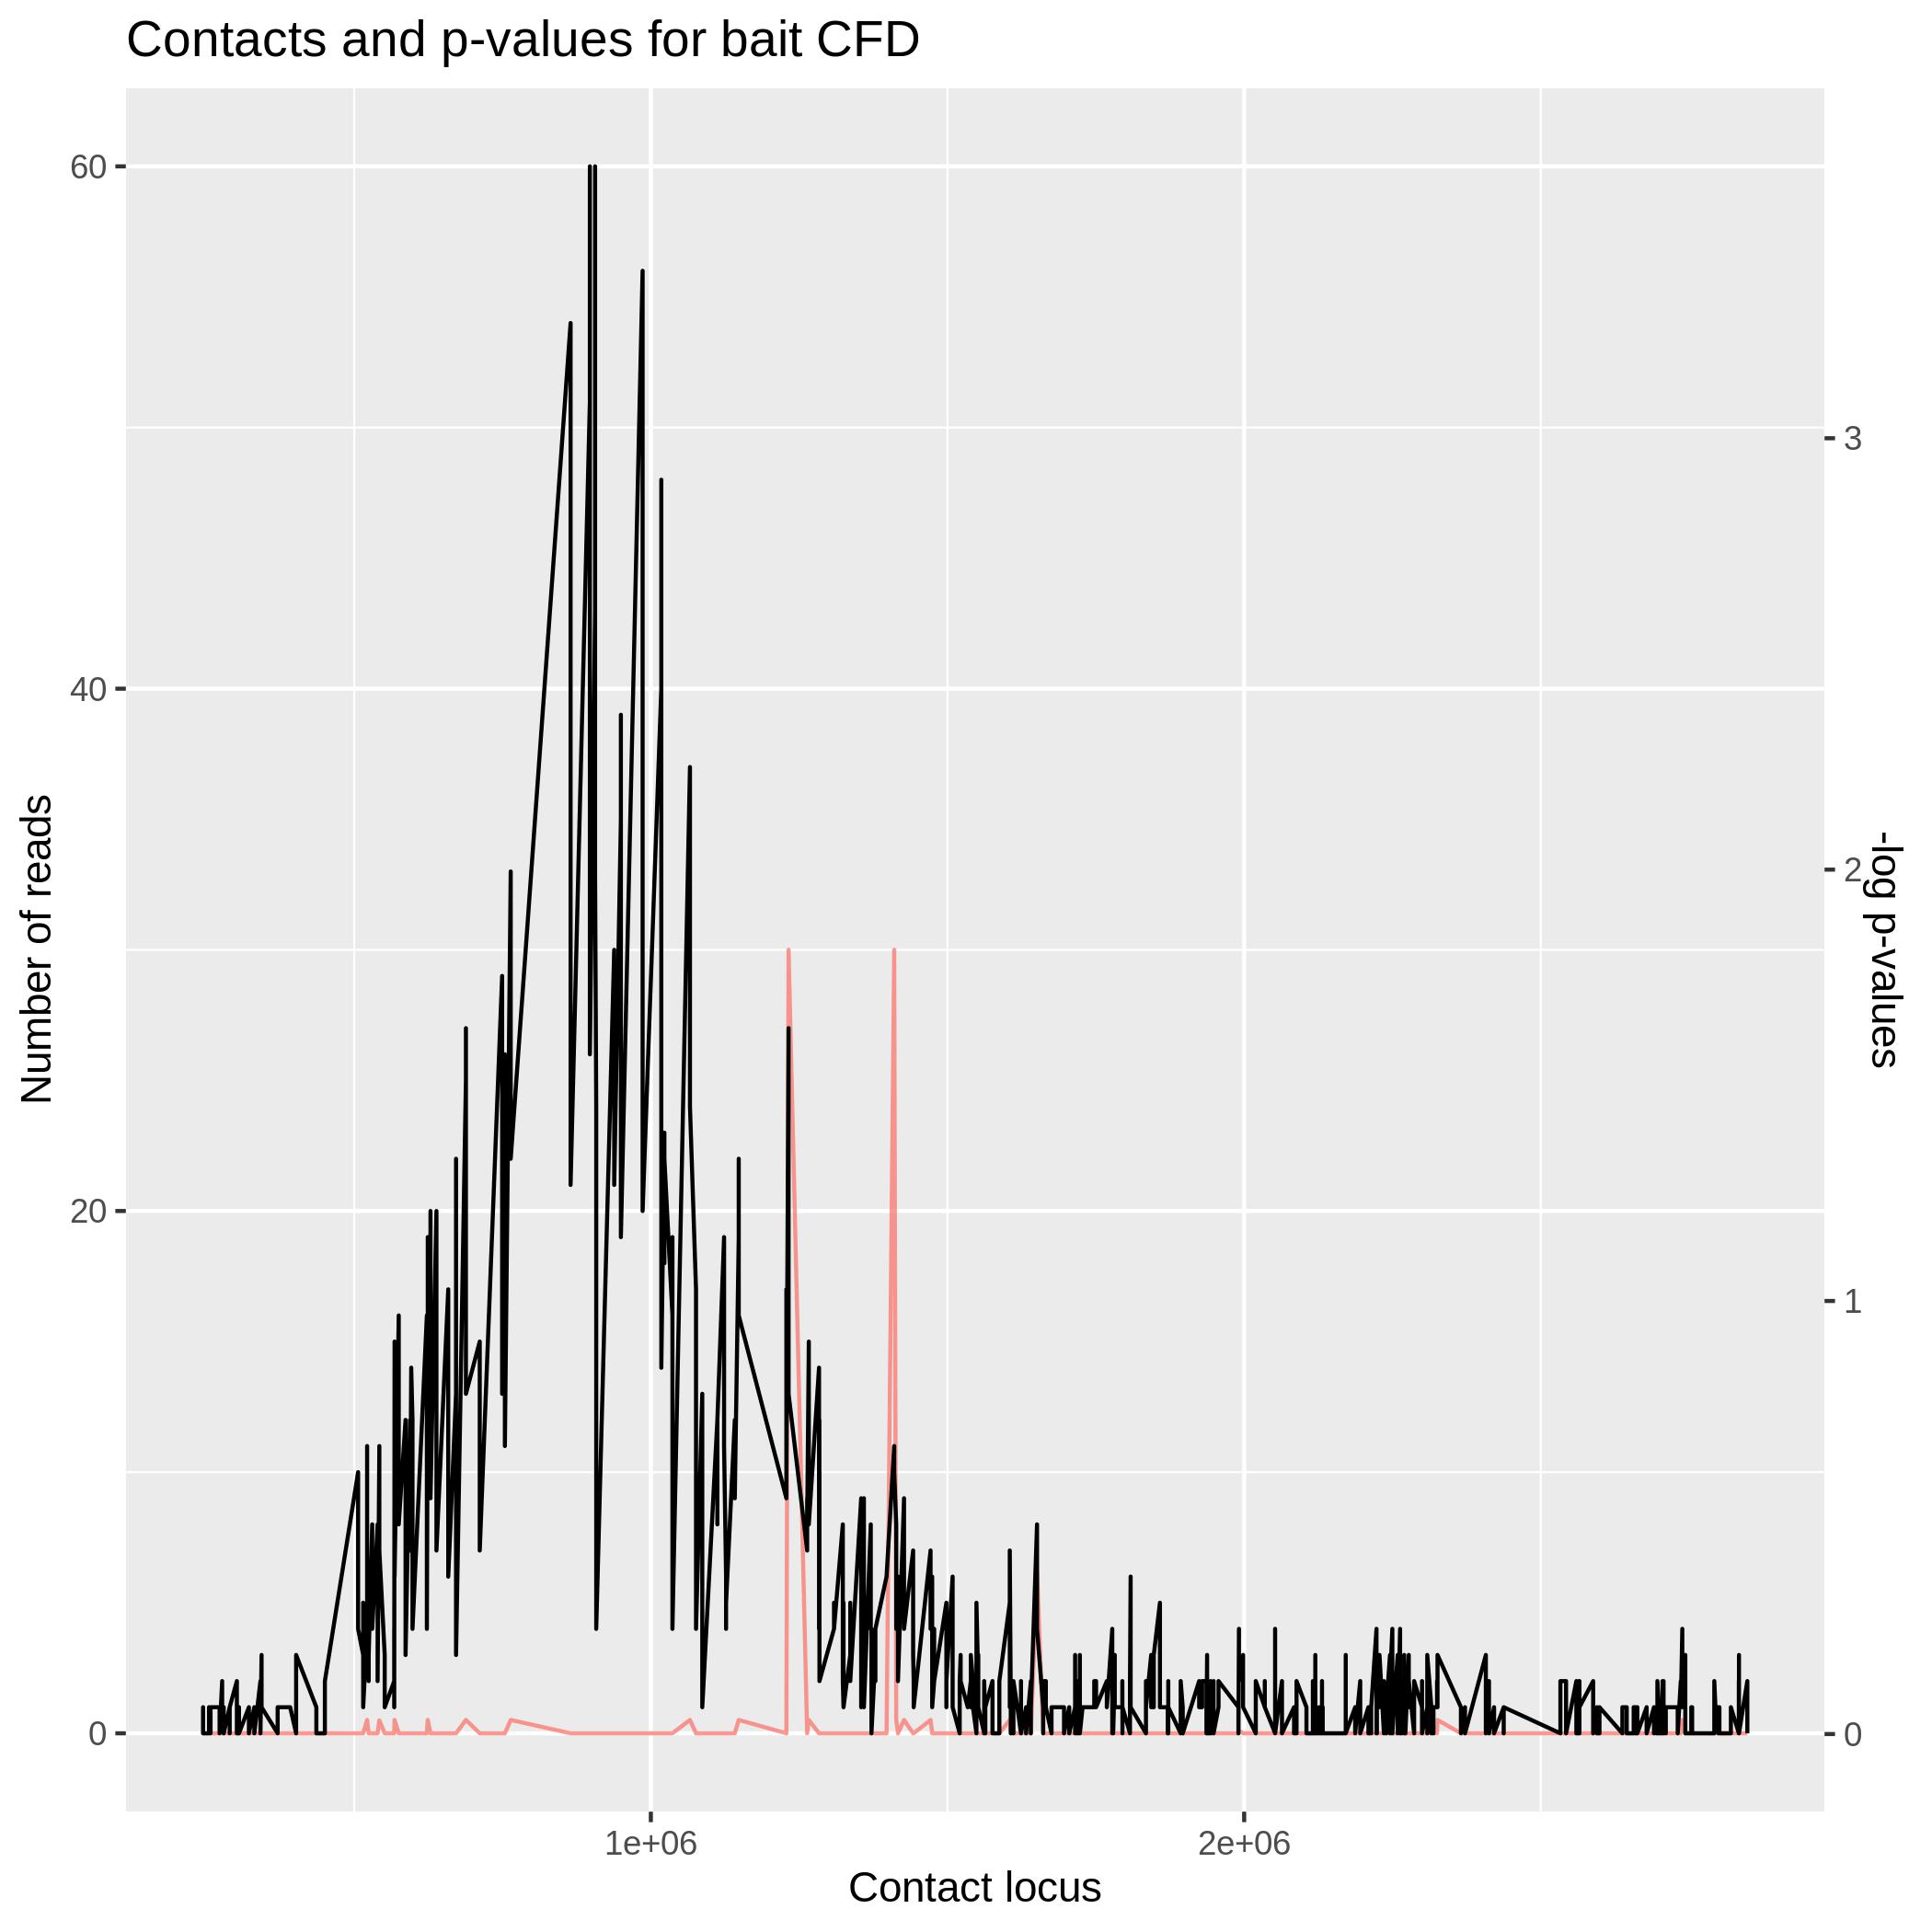 Contacts and p-values for bait CFD
60
40
20
0
Number of reads
3
2
1
0
-log p-values
1e+06
2e+06
Contact locus